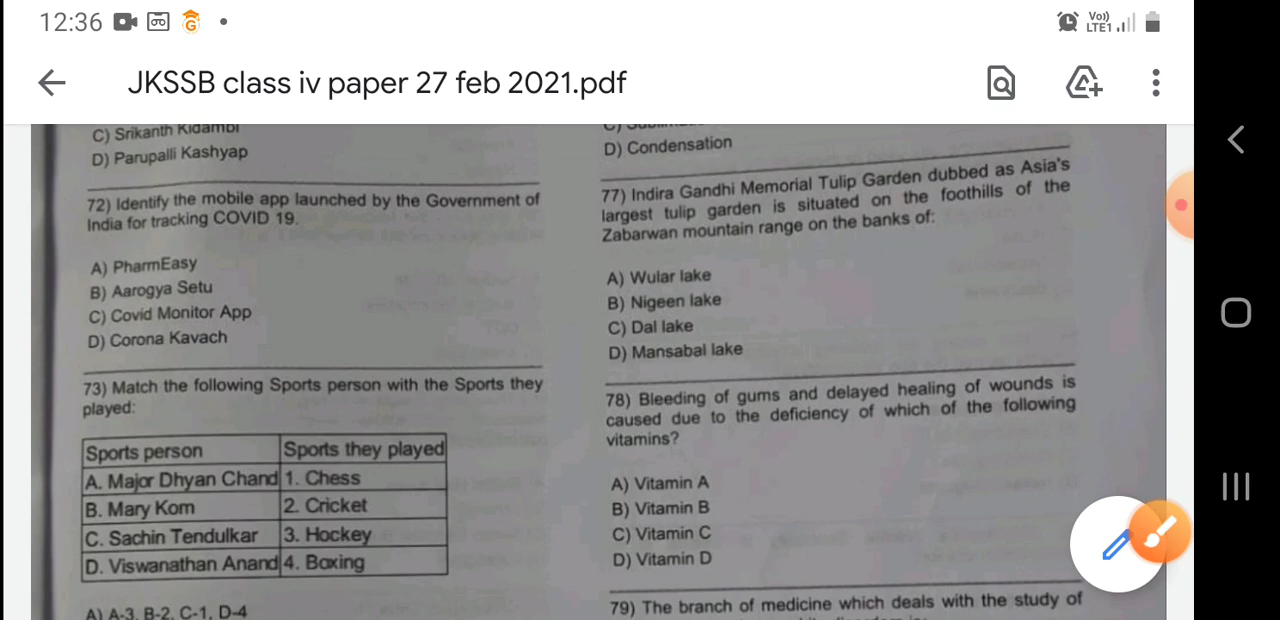 12:36
Vo))
LTE1
JKSSB class iv paper 27 feb 2021.pdf
C) Srikanth Kidambi
D) Parupalli Kashyap
72) Identify the mobile app launched by the Government of
India for tracking COVID 19.
A) PharmEasy
B) Aarogya Setu
C) Covid Monitor App
D) Corona Kavach
73) Match the following Sports person with the Sports they
played:
Sports person Sports they played
A. Major Dhyan Chand 1. Chess
B. Mary Kom 2. Cricket
C. Sachin Tendulkar 3. Hockey
D. Viswanathan Anand 4. Boxing
A) A-3, B-2, C-1, D-4
D) Condensation
77) Indira Gandhi Memorial Tulip Garden dubbed as Asia's
largest tulip garden is situated on the foothills of the
Zabarwan mountain range on the banks of:
A) Wular lake
B) Nigeen lake
C) Dal lake
D) Mansabal lake
78) Bleeding of gums and delayed healing of wounds is
caused due to the deficiency of which of the following
vitamins?
A) Vitamin A
B) Vitamin B
C) Vitamin C
D) Vitamin D
79) The branch of medicine which deals with the study of